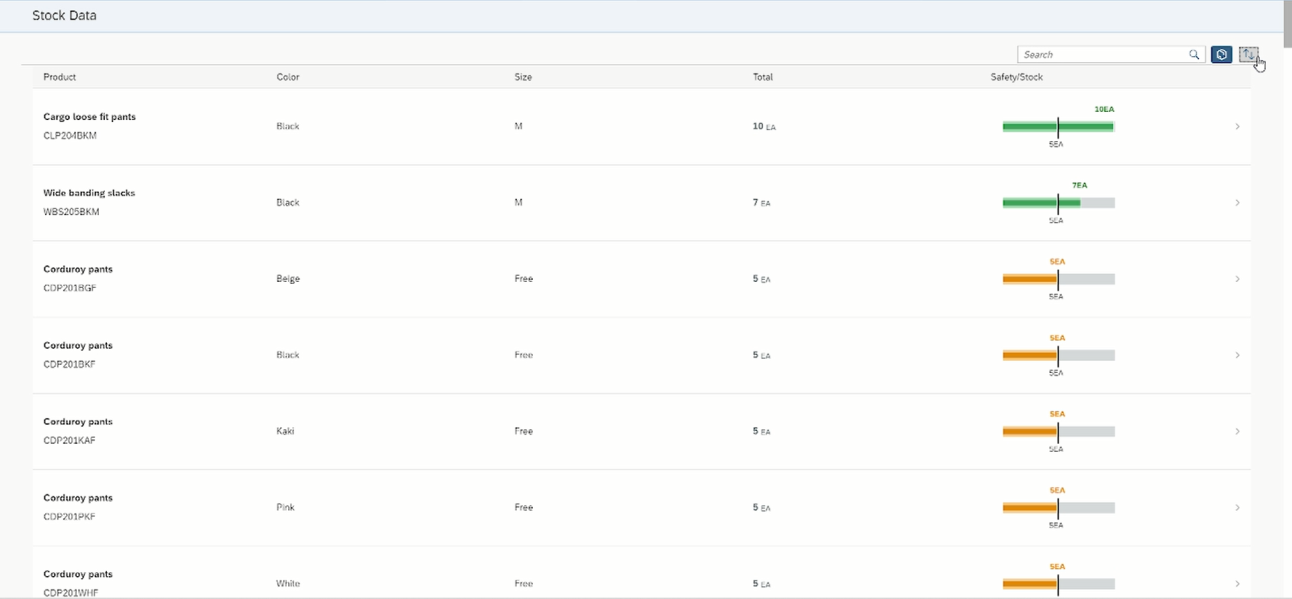 Stock Data
Search
Product Color Size Total Safety/Stock
10EA
Cargo loose fit pants
Black M 10 EA
CLP204BKM
5EA
7EA
Wide banding slacks
Black M 7 EA
WBS205BKM
5EA
5EA
Corduroy pants
Beige Free 5 EA
CDP201BGF
5EA
5EA
Corduroy pants
Black Free 5 EA
CDP201BKF
5EA
5EA
Corduroy pants
Kaki Free 5 EA
CDP201KAF
5EA
5EA
Corduroy pants
Pink Free 5 EA
CDP201PKF
5EA
5EA
Corduroy pants
White Free 5 EA
CDP201WHF